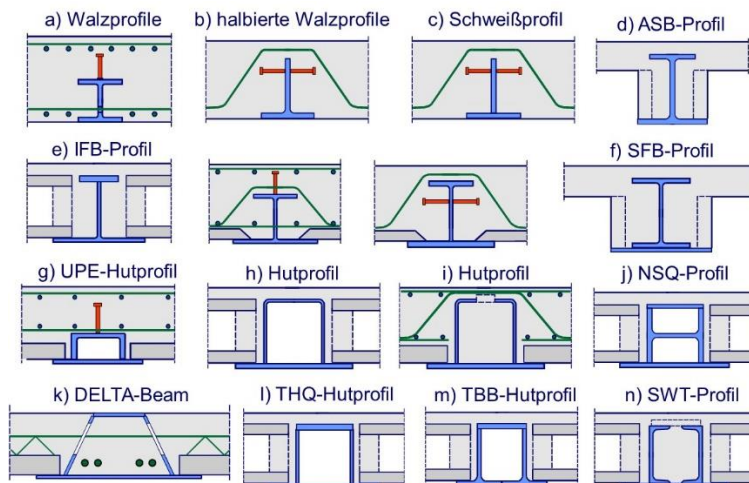 a) Walzprofile
b) halbierte Walzprofile
c) Schweißprofil
d) ASB-Profil
e) IFB-Profil
f) SFB-Profil
g) UPE-Hutprofil
h) Hutprofil
i) Hutprofil
j) NSQ-Profil
k) DELTA-Beam
l) THQ-Hutprofil
m) TBB-Hutprofil
n) SWT-Profil